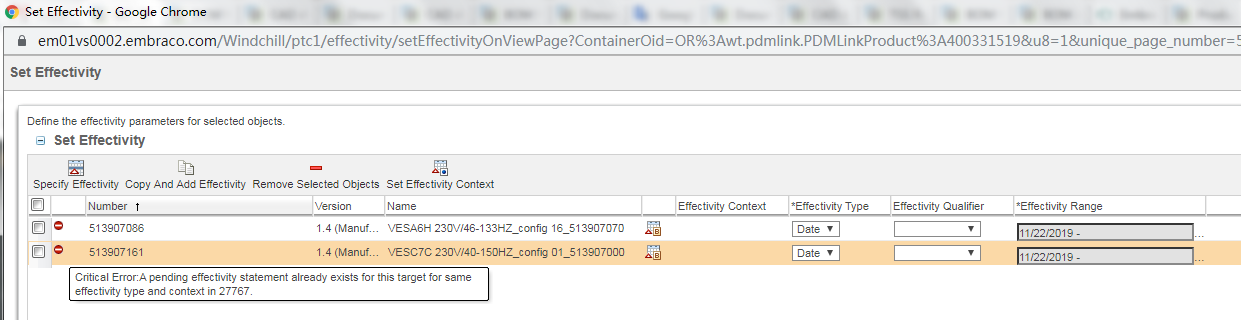 Set Effectivity - Google Chrome
em01vs0002.embraco.com/Windchill/ptc1/effectivity/setEffectivityOnViewPage?ContainerOid=OR%3Awt.pdmlink.PDMLinkProduct%3A400331519&u8=1&unique_page_number=5
Set Effectivity
Define the effectivity parameters for selected objects.
Set Effectivity
Specify Effectivity Copy And Add Effectivity Remove Selected Objects Set Effectivity Context
Number ↑ Version Name Effectivity Context *Effectivity Type Effectivity Qualifier *Effectivity Range
513907086 1.4 (Manuf... VESA6H 230V/46-133HZ_config 16_513907070 Date 11/22/2019 - ...
513907161 1.4 (Manuf... VESC7C 230V/40-150HZ_config 01_513907000 Date 11/22/2019 - ...
Critical Error:A pending effectivity statement already exists for this target for same
effectivity type and context in 27767.